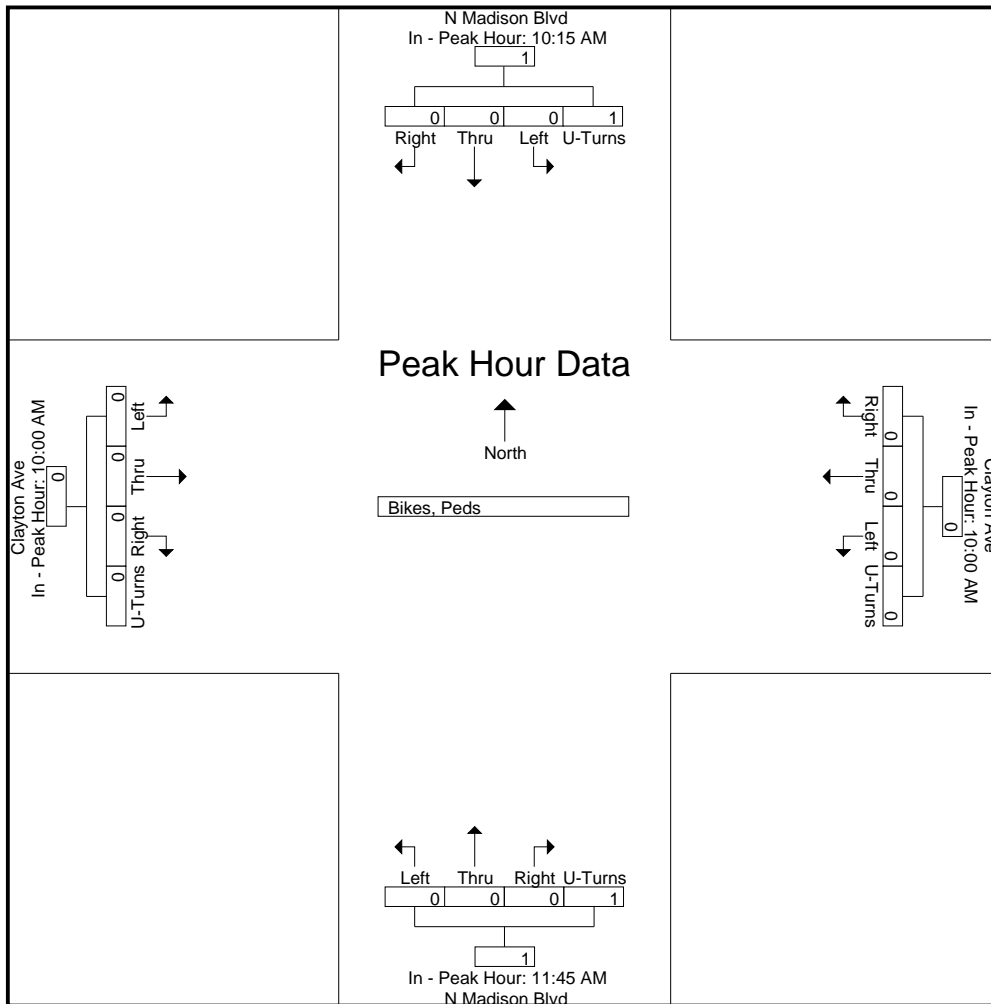 N Madison Blvd
In - Peak Hour: 10:15 AM
1
0 0 0 1
Right Thru Left U-Turns
Peak Hour Data
North
Bikes, Peds
Clayton Ave
In - Peak Hour: 10:00 AM
0
0 0 0 0
Left Thru Right U-Turns
Clayton Ave
In - Peak Hour: 10:00 AM
0
0 0 0 0
Right Thru Left U-Turns
Left Thru Right U-Turns
0 0 0 1
1
In - Peak Hour: 11:45 AM
N Madison Blvd